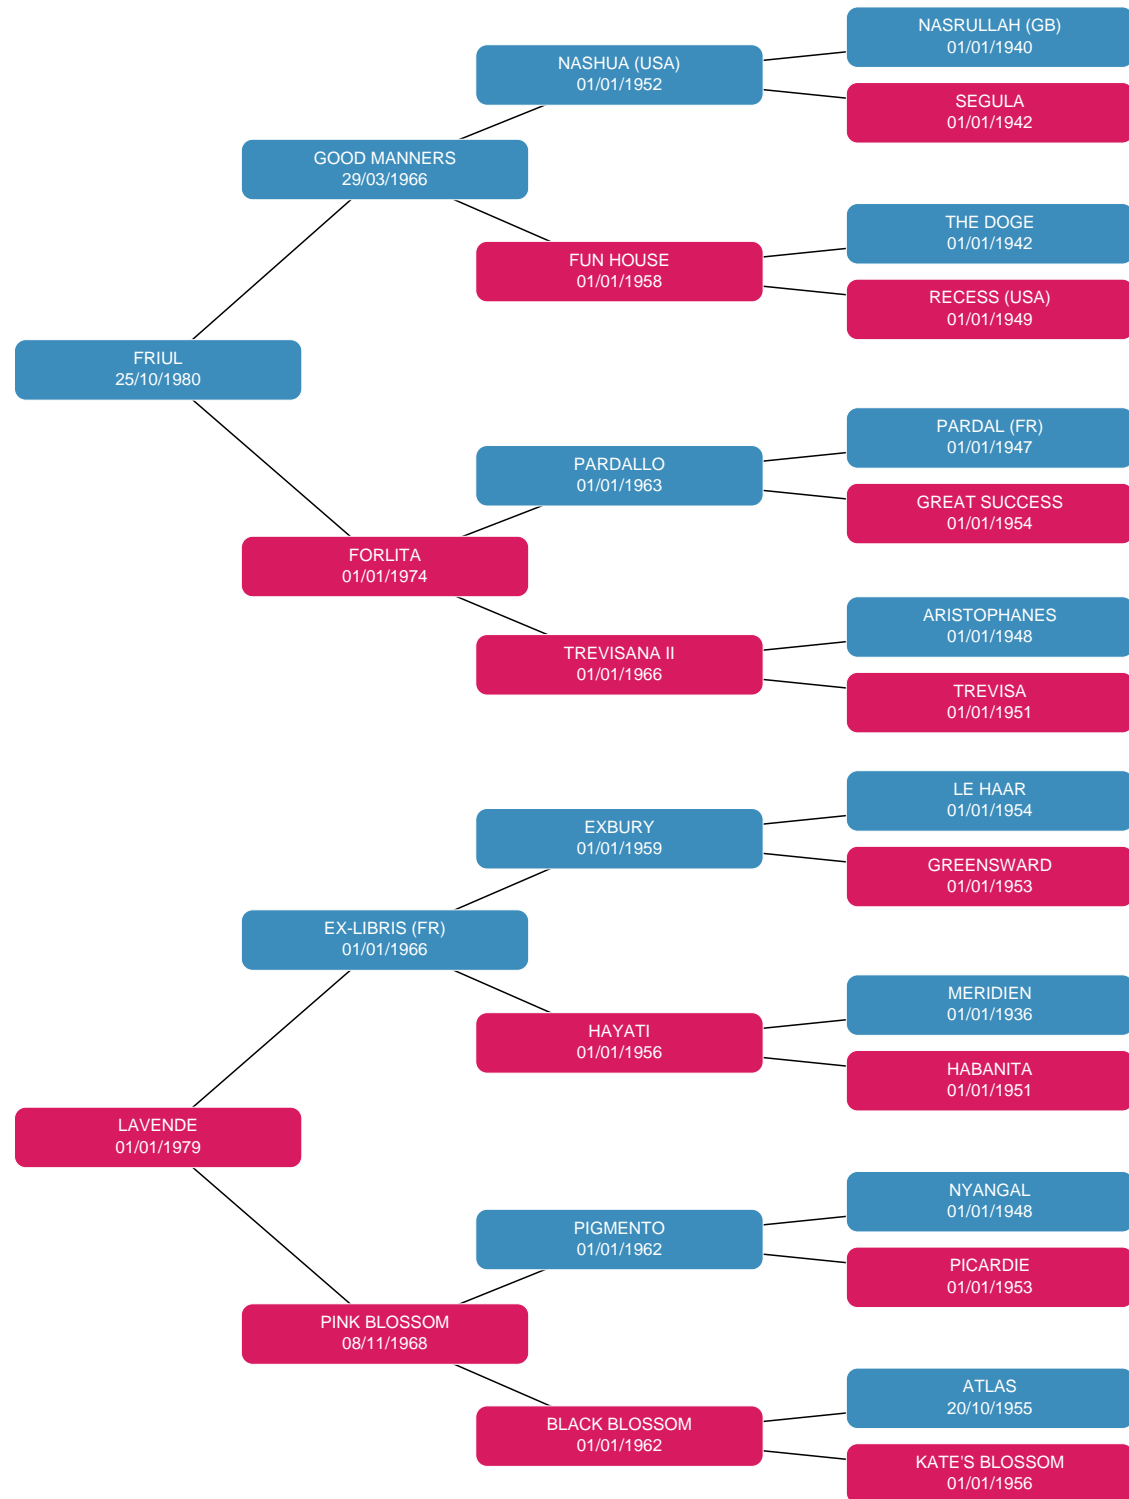 NASRULLAH (GB)
01/01/1940
NASHUA (USA)
01/01/1952
SEGULA
01/01/1942
GOOD MANNERS
29/03/1966
THE DOGE
01/01/1942
FUN HOUSE
01/01/1958
RECESS (USA)
01/01/1949
FRIUL
25/10/1980
PARDAL (FR)
01/01/1947
PARDALLO
01/01/1963
GREAT SUCCESS
01/01/1954
FORLITA
01/01/1974
ARISTOPHANES
01/01/1948
TREVISANA II
01/01/1966
TREVISA
01/01/1951
LE HAAR
01/01/1954
EXBURY
01/01/1959
GREENSWARD
01/01/1953
EX-LIBRIS (FR)
01/01/1966
MERIDIEN
01/01/1936
HAYATI
01/01/1956
HABANITA
01/01/1951
LAVENDE
01/01/1979
NYANGAL
01/01/1948
PIGMENTO
01/01/1962
PICARDIE
01/01/1953
PINK BLOSSOM
08/11/1968
ATLAS
20/10/1955
BLACK BLOSSOM
01/01/1962
KATE'S BLOSSOM
01/01/1956